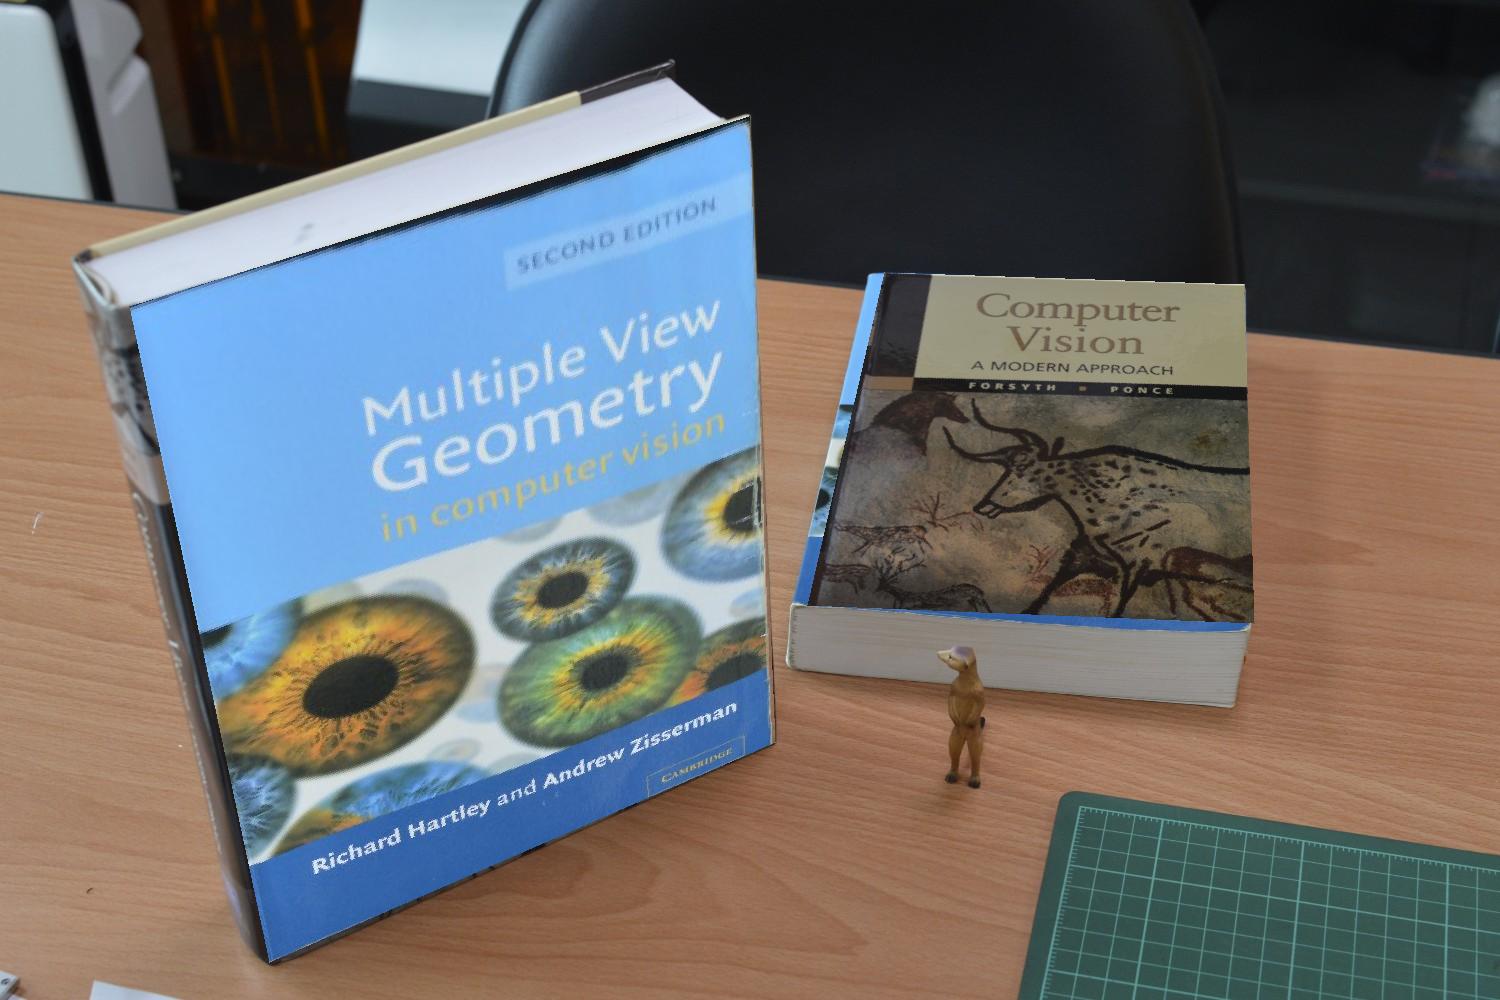 SECOND EDITION
Multiple View
Geometry
in computer vision
Richard Hartley and Andrew Zisserman
CAMBRIDGE
Computer
Vision
A MODERN APPROACH
FORSYTH ■ PONCE